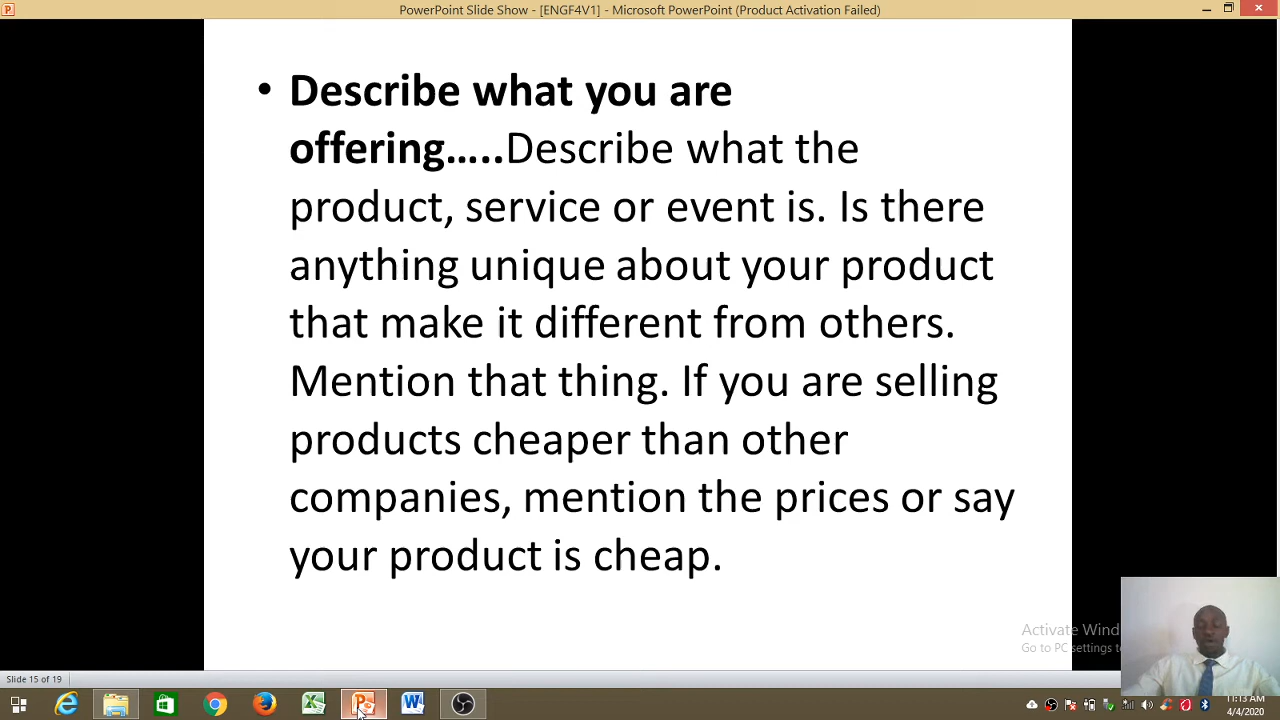 PowerPoint Slide Show - [ENGF4V1] - Microsoft PowerPoint (Product Activation Failed)
• Describe what you are
offering…..Describe what the
product, service or event is. Is there
anything unique about your product
that make it different from others.
Mention that thing. If you are selling
products cheaper than other
companies, mention the prices or say
your product is cheap.
Activate Wind
Go to PC settings t
Slide 15 of 19
11:13 AM
4/4/2020